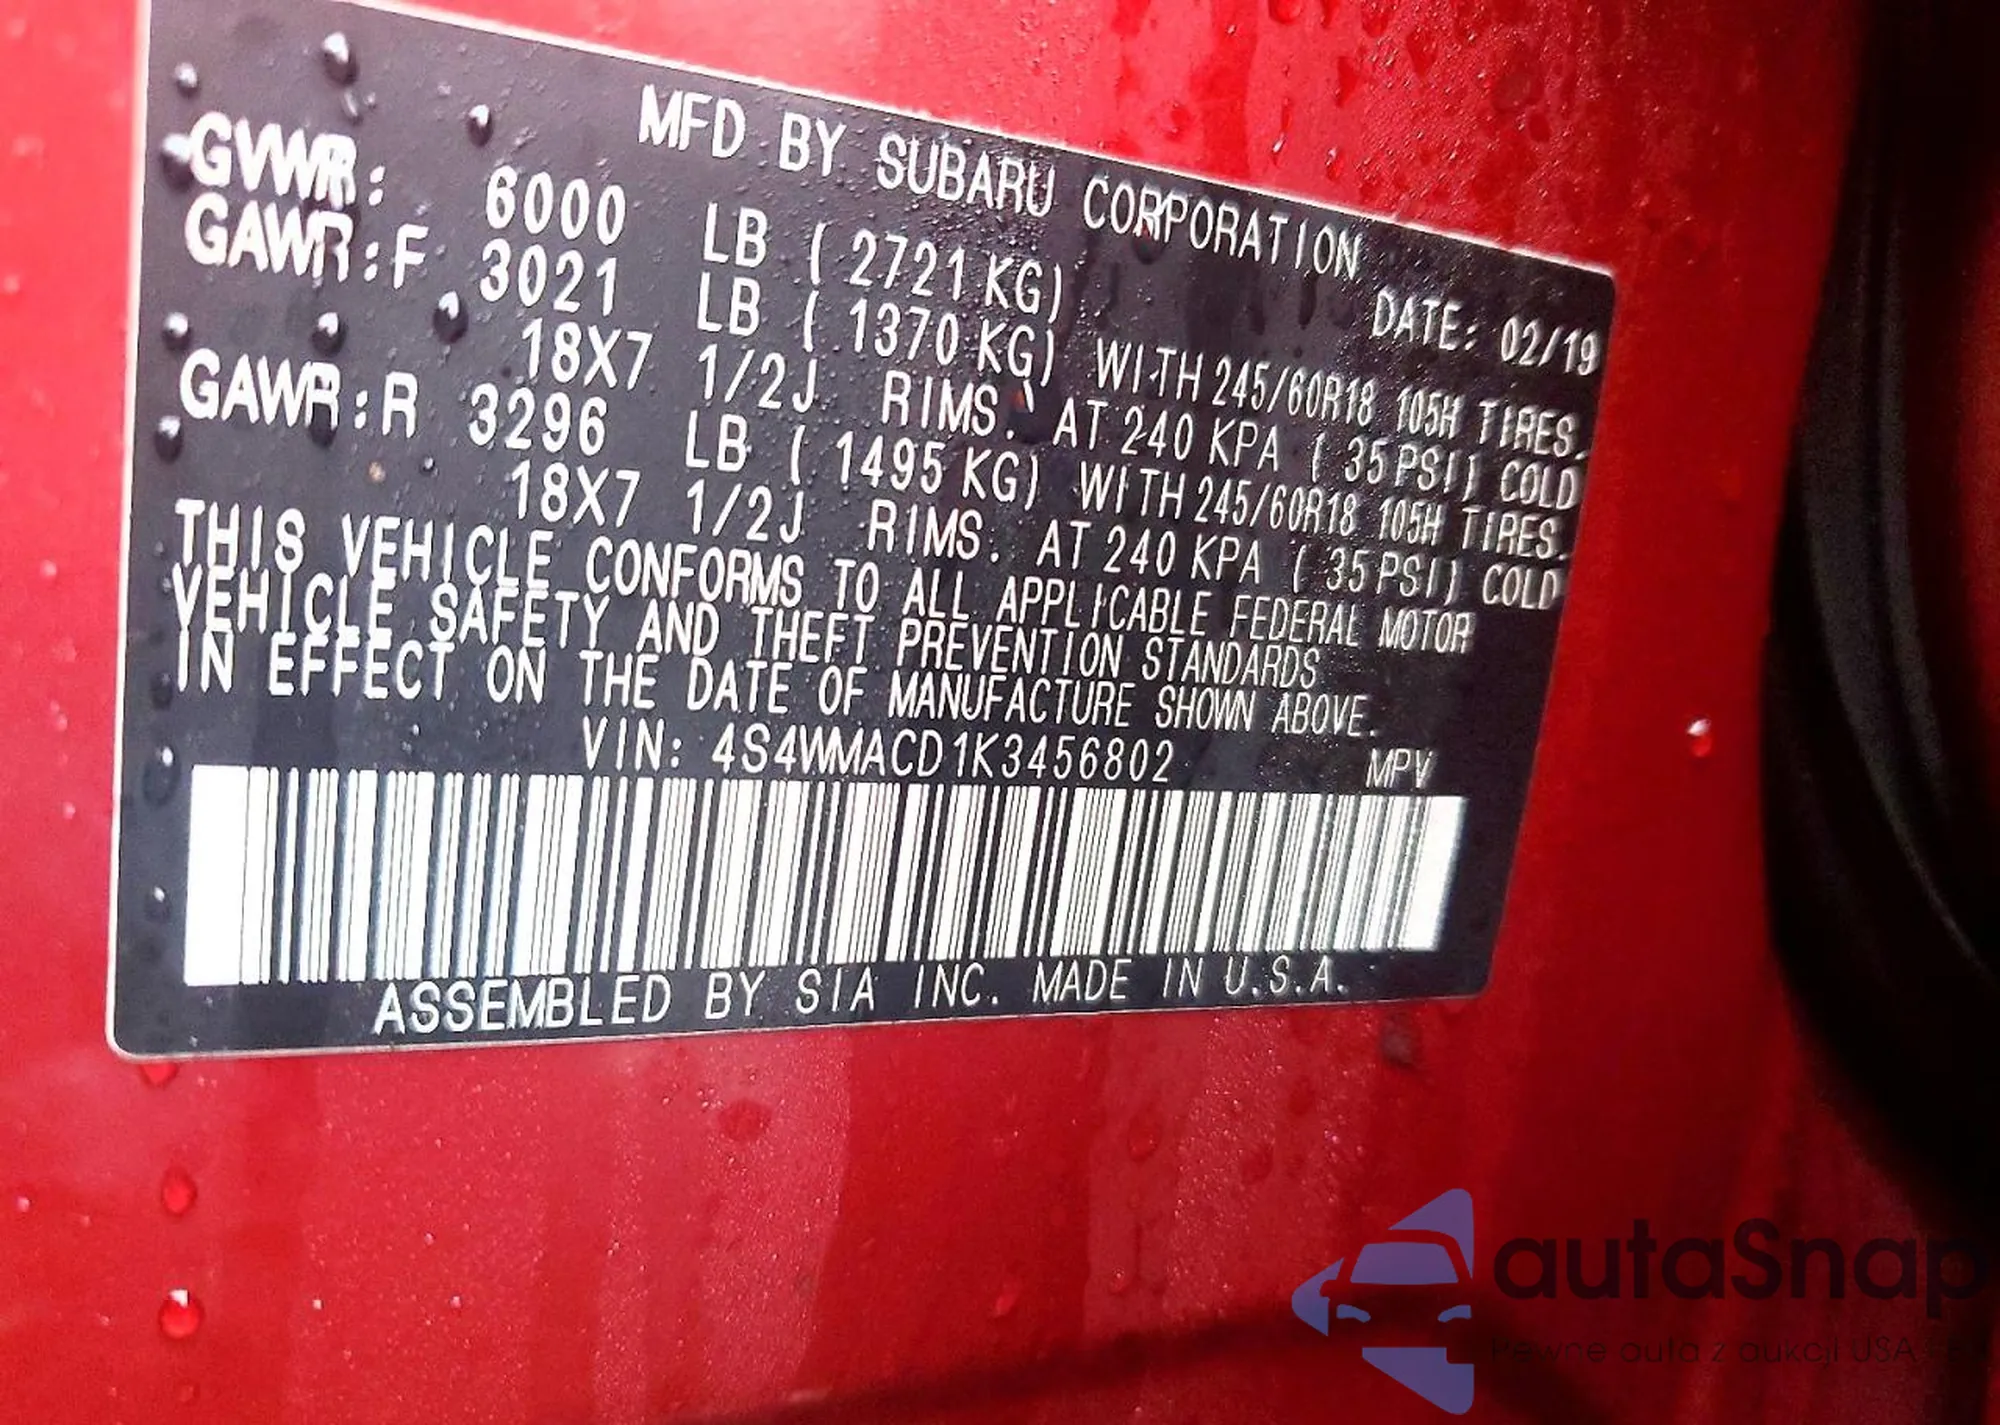 MFD BY SUBARU CORPORATION
DATE: 02/19
GVWR: 6000 LB ( 2721 KG)
GAWR:F 3021 LB ( 1370 KG) WITH 245/60R18 105H TIRES.
18X7 1/2J RIMS. AT 240 KPA ( 35 PSI) COLD
GAWR:R 3296 LB ( 1495 KG) WITH 245/60R18 105H TIRES.
18X7 1/2J RIMS. AT 240 KPA ( 35 PSI) COLD
THIS VEHICLE CONFORMS TO ALL APPLICABLE FEDERAL MOTOR
VEHICLE SAFETY AND THEFT PREVENTION STANDARDS
IN EFFECT ON THE DATE OF MANUFACTURE SHOWN ABOVE.
VIN: 4S4WMACD1K3456802 MPV
ASSEMBLED BY SIA INC. MADE IN U.S.A.
autaSnap
Pewne auta z aukcji USA